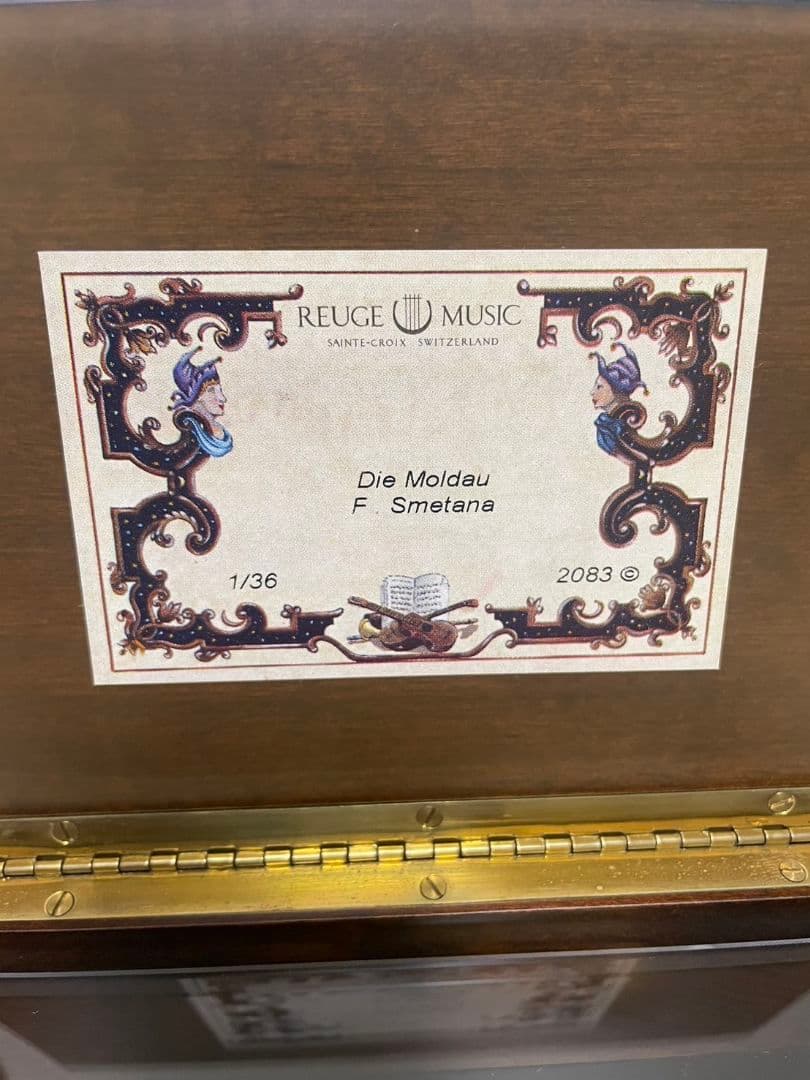 REUGE MUSIC
SAINTE-CROIX SWITZERLAND
Die Moldau
F . Smetana
1/36
2083 ©